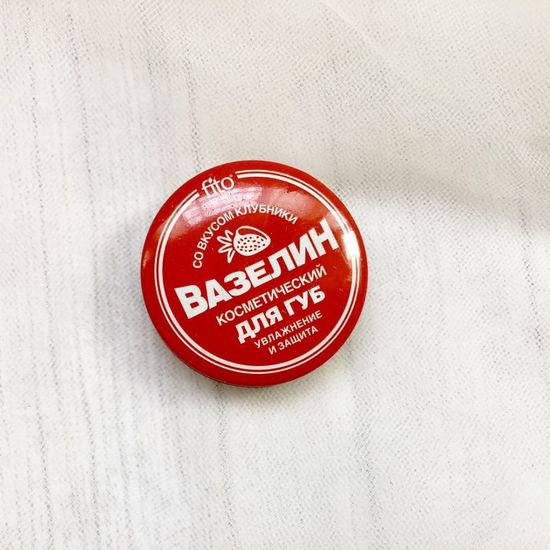 fito®
СО ВКУСОМ КЛУБНИКИ
ВАЗЕЛИН
КОСМЕТИЧЕСКИЙ
ДЛЯ ГУБ
УВЛАЖНЕНИЕ
И ЗАЩИТА